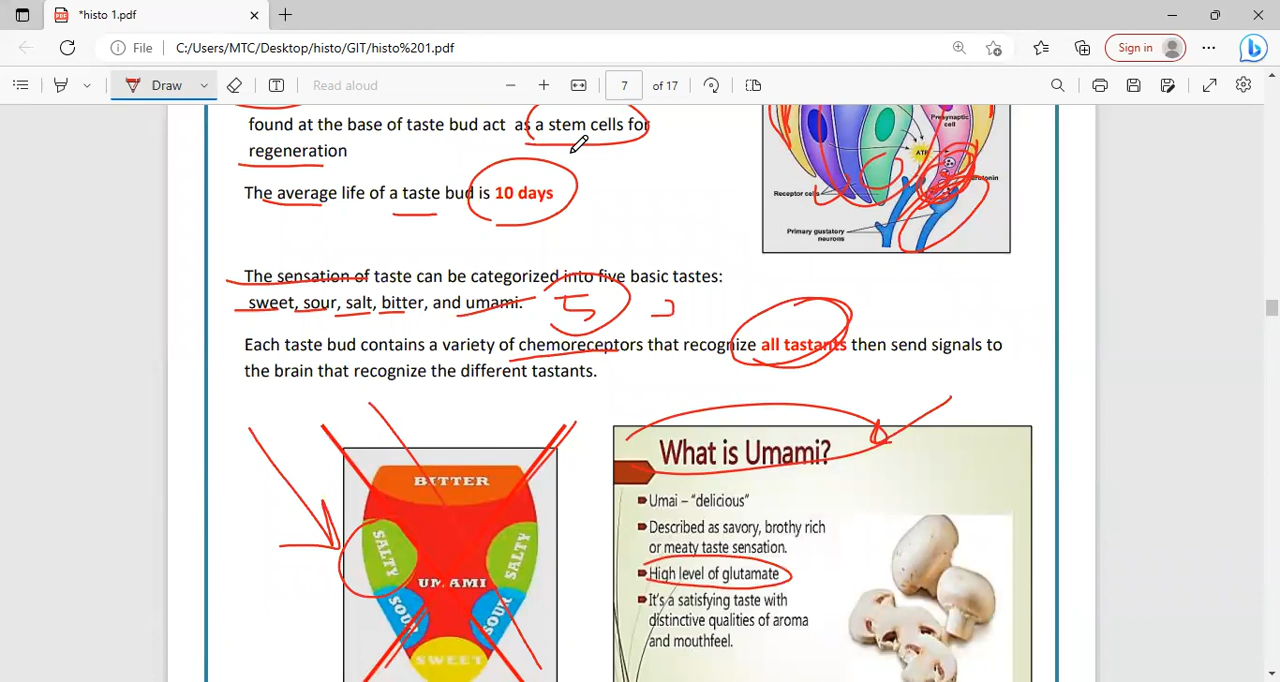 *histo 1.pdf
File C:/Users/MTC/Desktop/histo/GIT/histo%201.pdf
Sign in
Draw
Read aloud
7 of 17
found at the base of taste bud act as a stem cells for
regeneration
The average life of a taste bud is 10 days
Presynaptic
cell
ATP
Receptor cells
Primary gustatory
neurons
The sensation of taste can be categorized into five basic tastes:
sweet, sour, salt, bitter, and umami.
5
Each taste bud contains a variety of chemoreceptors that recognize all tastants then send signals to
the brain that recognize the different tastants.
BITTER
SALTY
SALTY
UMAMI
SOUR
SOUR
SWEET
What is Umami?
Umai – "delicious"
Described as savory, brothy rich
or meaty taste sensation.
High level of glutamate
It's a satisfying taste with
distinctive qualities of aroma
and mouthfeel.